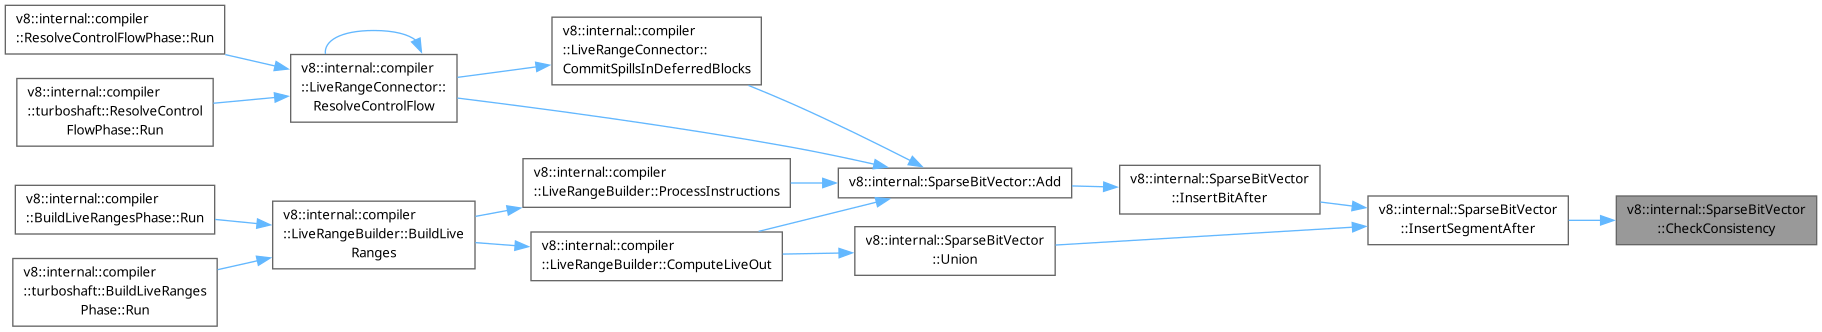 v8::internal::compiler
::ResolveControlFlowPhase::Run
v8::internal::compiler
::turboshaft::ResolveControl
FlowPhase::Run
v8::internal::compiler
::BuildLiveRangesPhase::Run
v8::internal::compiler
::turboshaft::BuildLiveRanges
Phase::Run
v8::internal::compiler
::LiveRangeConnector::
ResolveControlFlow
v8::internal::compiler
::LiveRangeBuilder::BuildLive
Ranges
v8::internal::compiler
::LiveRangeConnector::
CommitSpillsInDeferredBlocks
v8::internal::compiler
::LiveRangeBuilder::ProcessInstructions
v8::internal::compiler
::LiveRangeBuilder::ComputeLiveOut
v8::internal::SparseBitVector::Add
v8::internal::SparseBitVector
::Union
v8::internal::SparseBitVector
::InsertBitAfter
v8::internal::SparseBitVector
::InsertSegmentAfter
v8::internal::SparseBitVector
::CheckConsistency